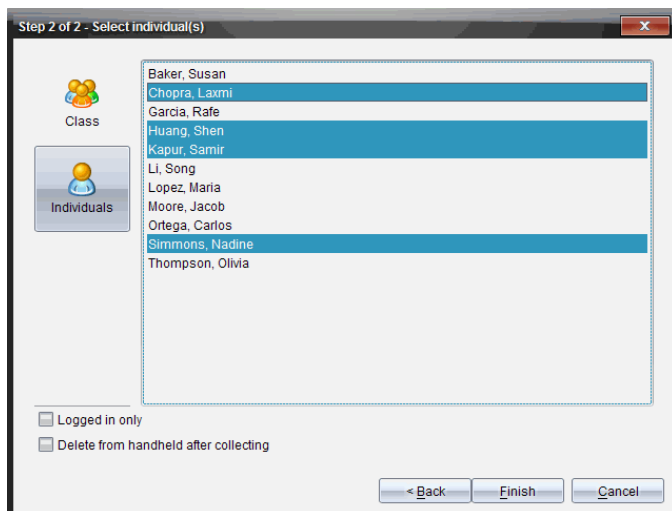 Step 2 of 2 - Select individual(s)
Class
Individuals
Baker, Susan
Chopra, Laxmi
Garcia, Rafe
Huang, Shen
Kapur, Samir
Li, Song
Lopez, Maria
Moore, Jacob
Ortega, Carlos
Simmons, Nadine
Thompson, Olivia
Logged in only
Delete from handheld after collecting
< Back
Finish
Cancel